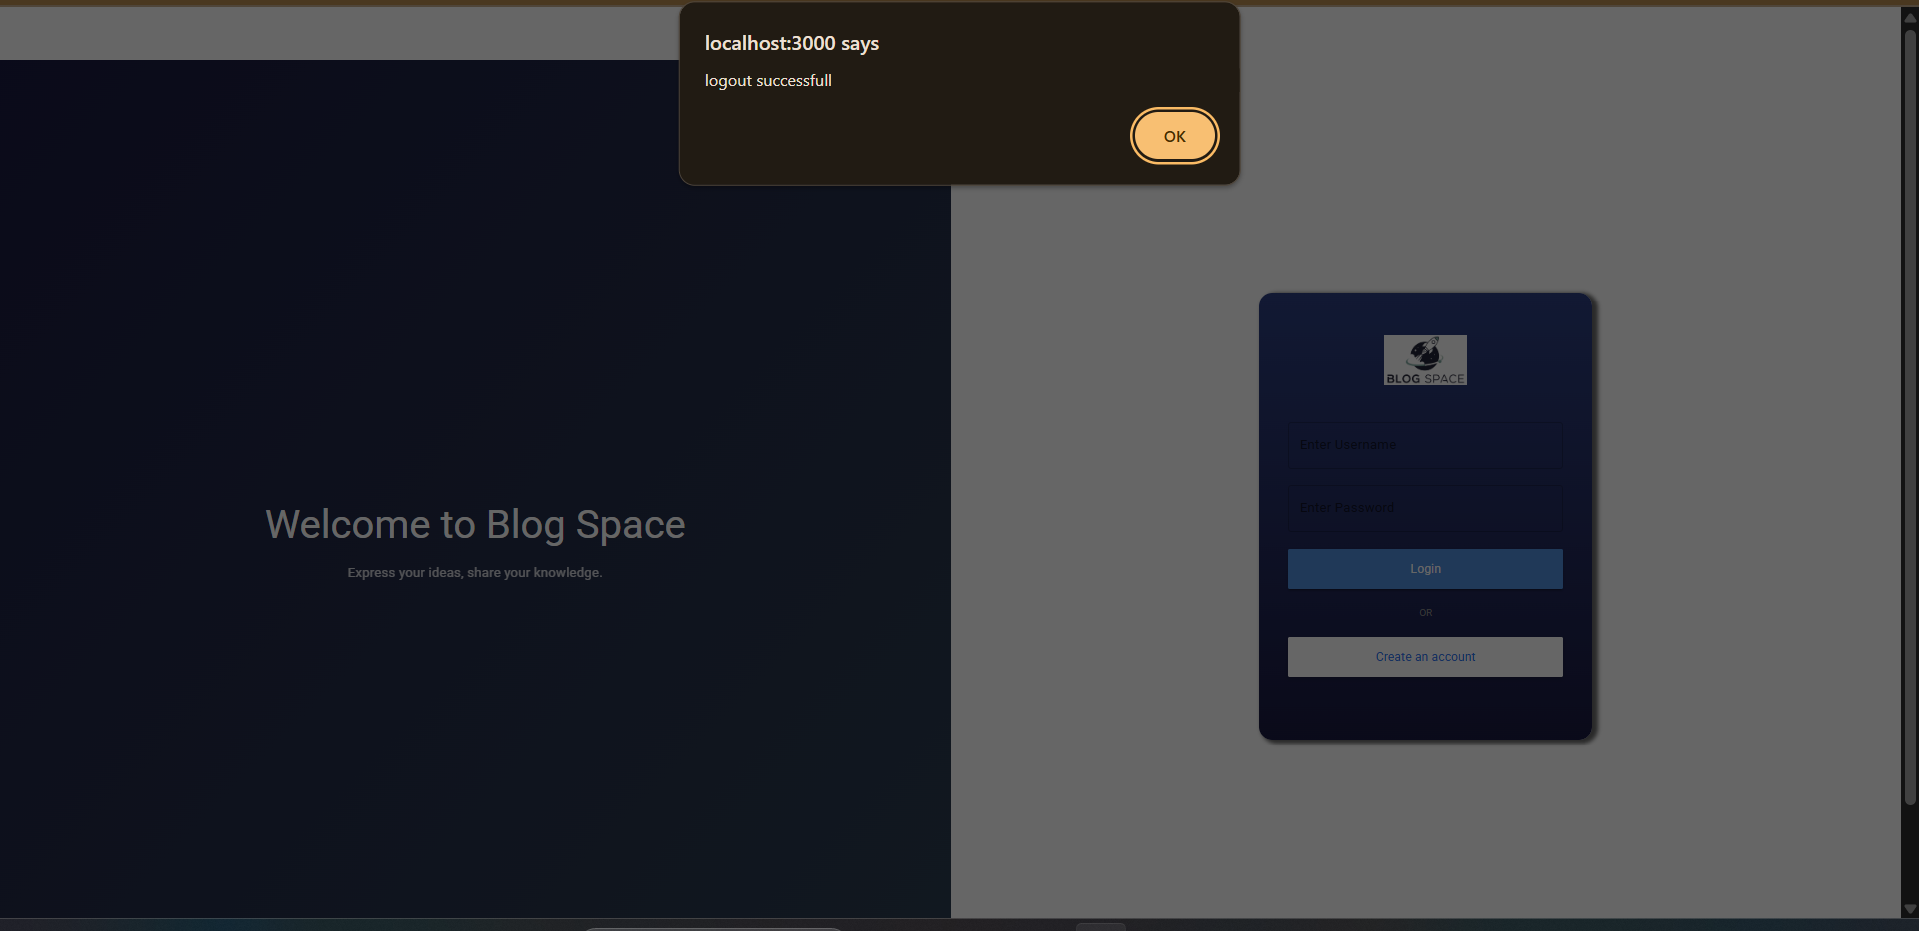 localhost:3000 says
logout successfull
OK
Welcome to Blog Space
Express your ideas, share your knowledge.
BLOG SPACE
Enter Username
Enter Password
Login
OR
Create an account